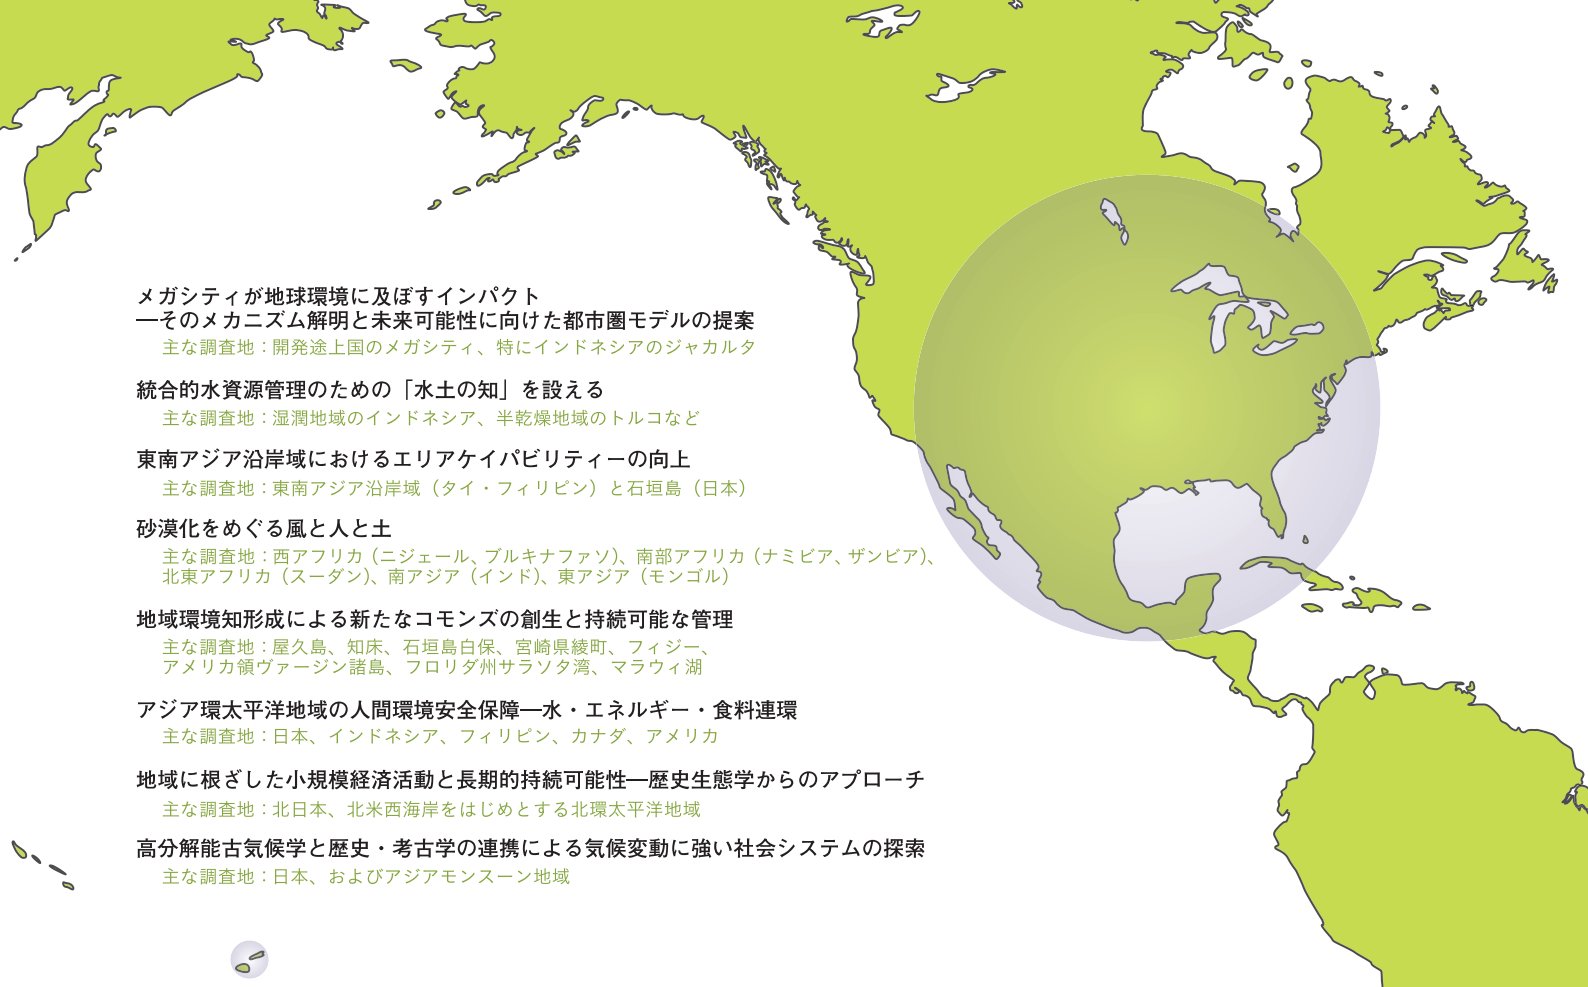 メガシティが地球環境に及ぼすインパクト
―そのメカニズム解明と未来可能性に向けた都市圏モデルの提案
主な調査地：開発途上国のメガシティ、特にインドネシアのジャカルタ
統合的水資源管理のための「水土の知」を設える
主な調査地：湿潤地域のインドネシア、半乾燥地域のトルコなど
東南アジア沿岸域におけるエリアケイパビリティーの向上
主な調査地：東南アジア沿岸域（タイ・フィリピン）と石垣島（日本）
砂漠化をめぐる風と人と土
主な調査地：西アフリカ（ニジェール、ブルキナファソ）、南部アフリカ（ナミビア、ザンビア）、
北東アフリカ（スーダン）、南アジア（インド）、東アジア（モンゴル）
地域環境知形成による新たなコモンズの創生と持続可能な管理
主な調査地：屋久島、知床、石垣島白保、宮崎県綾町、フィジー、
アメリカ領ヴァージン諸島、フロリダ州サラソタ湾、マラウィ湖
アジア環太平洋地域の人間環境安全保障―水・エネルギー・食料連環
主な調査地：日本、インドネシア、フィリピン、カナダ、アメリカ
地域に根ざした小規模経済活動と長期的持続可能性―歴史生態学からのアプローチ
主な調査地：北日本、北米西海岸をはじめとする北環太平洋地域
高分解能古気候学と歴史・考古学の連携による気候変動に強い社会システムの探索
主な調査地：日本、およびアジアモンスーン地域